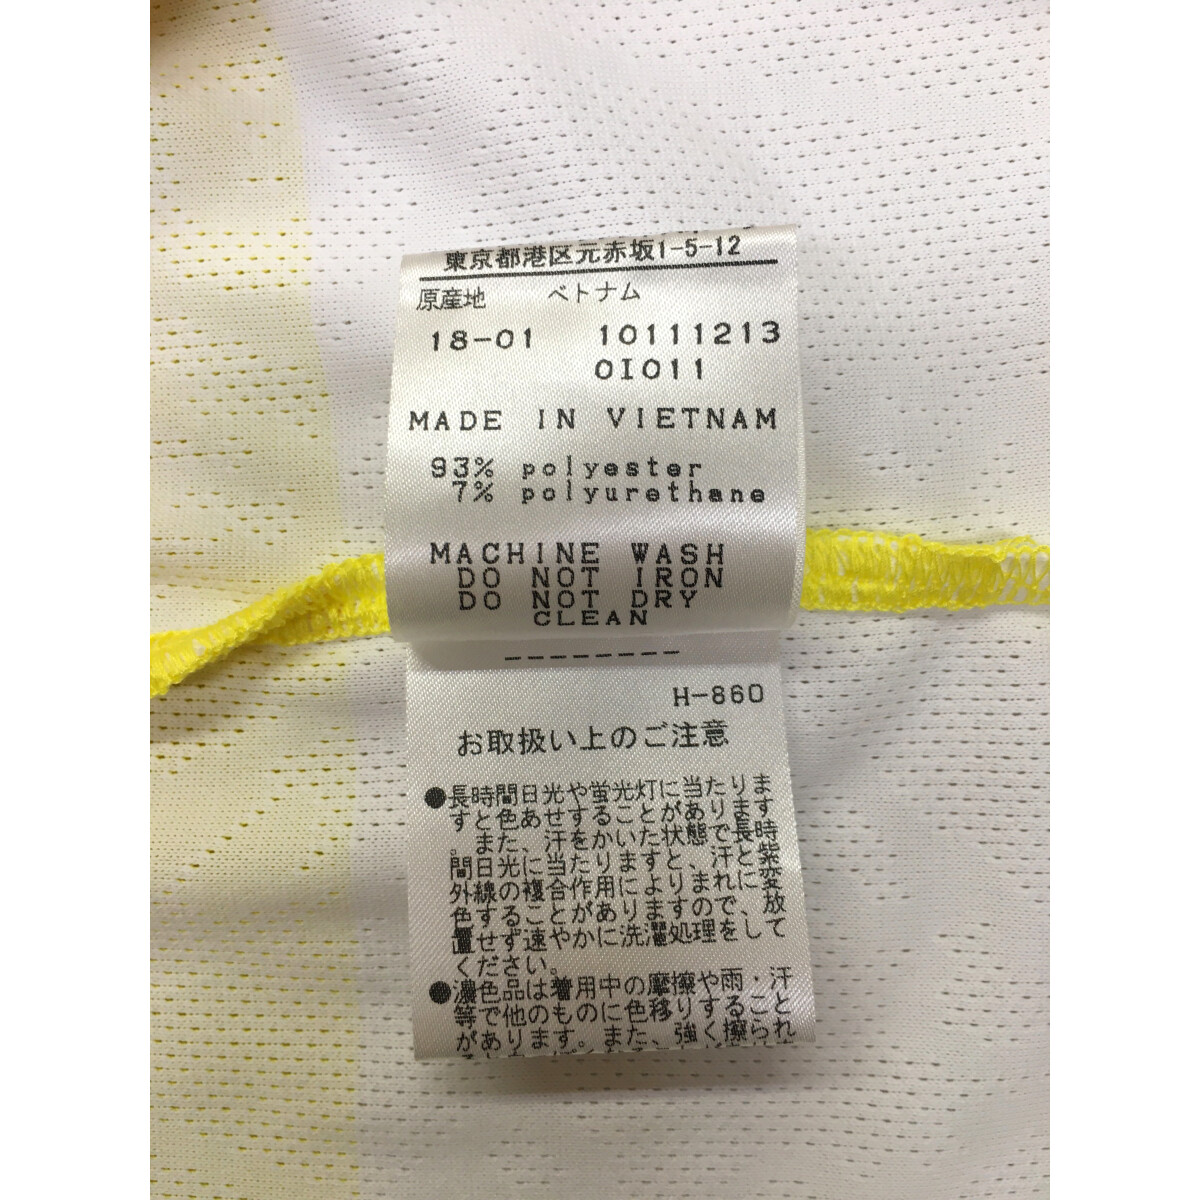 東京都港区元赤坂1-5-12
原産地 ベトナム
18-01 10111213
0I011
MADE IN VIETNAM
93% polyester
7% polyurethane
MACHINE WASH
DO NOT IRON
DO NOT DRY
CLEAN
--------
H-860
お取扱い上のご注意
●長時間日光や蛍光灯に当たりま
すと色あせすることがあります
。また、汗をかいた状態で長時
間日光に当たりますと、汗と紫
外線の複合作用によりまれに変
色することがありますので、放
置せず速やかに洗濯処理をして
ください。
●濃色品は着用中の摩擦や雨・汗
等で他のものに色移りすること
があります。また、強く擦られ